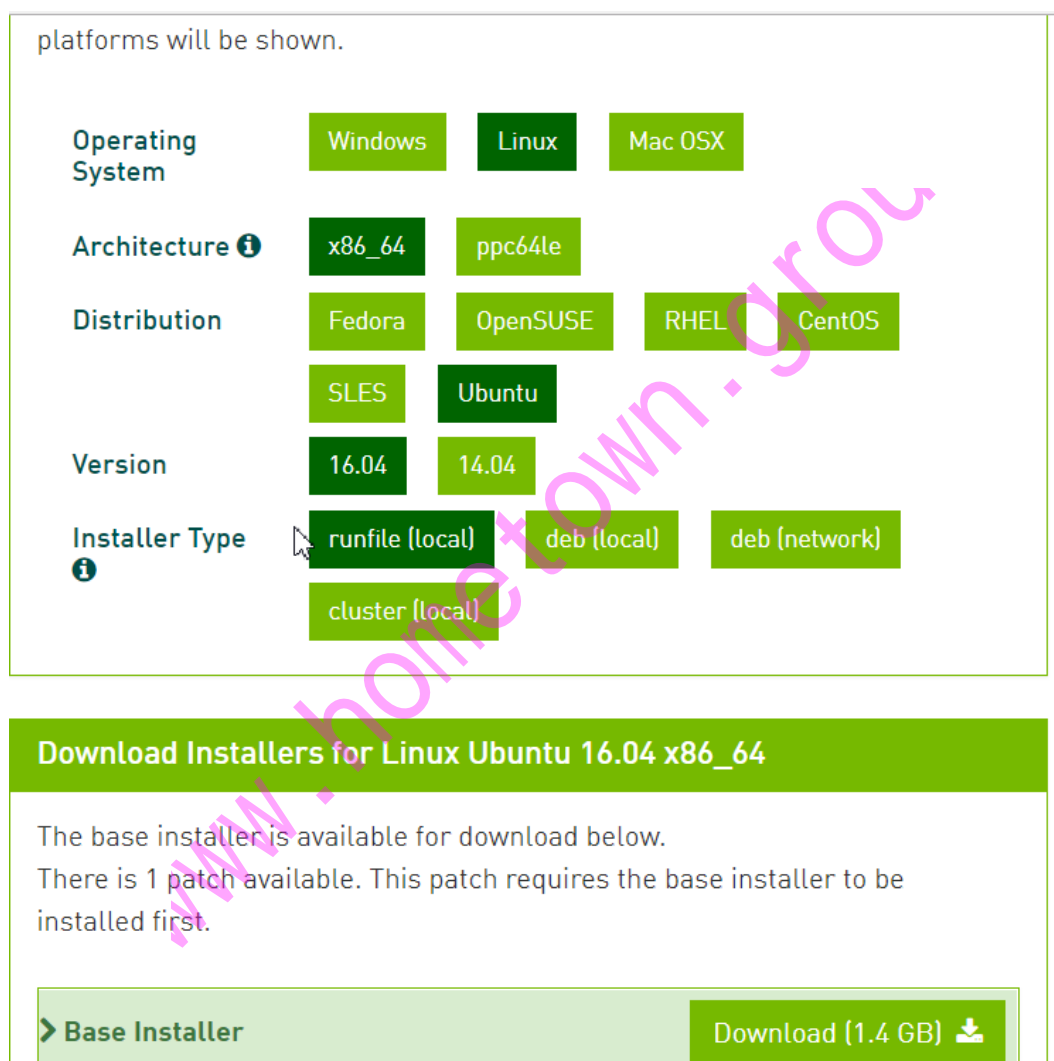 platforms will be shown.
Operating System
Windows Linux Mac OSX
Architecture
x86_64 ppc64le
Distribution
Fedora OpenSUSE RHEL CentOS
SLES Ubuntu
Version
16.04 14.04
Installer Type
runfile (local) deb (local) deb (network)
cluster (local)
Download Installers for Linux Ubuntu 16.04 x86_64
The base installer is available for download below.
There is 1 patch available. This patch requires the base installer to be
installed first.
Base Installer
Download (1.4 GB)
www.hometown.grou